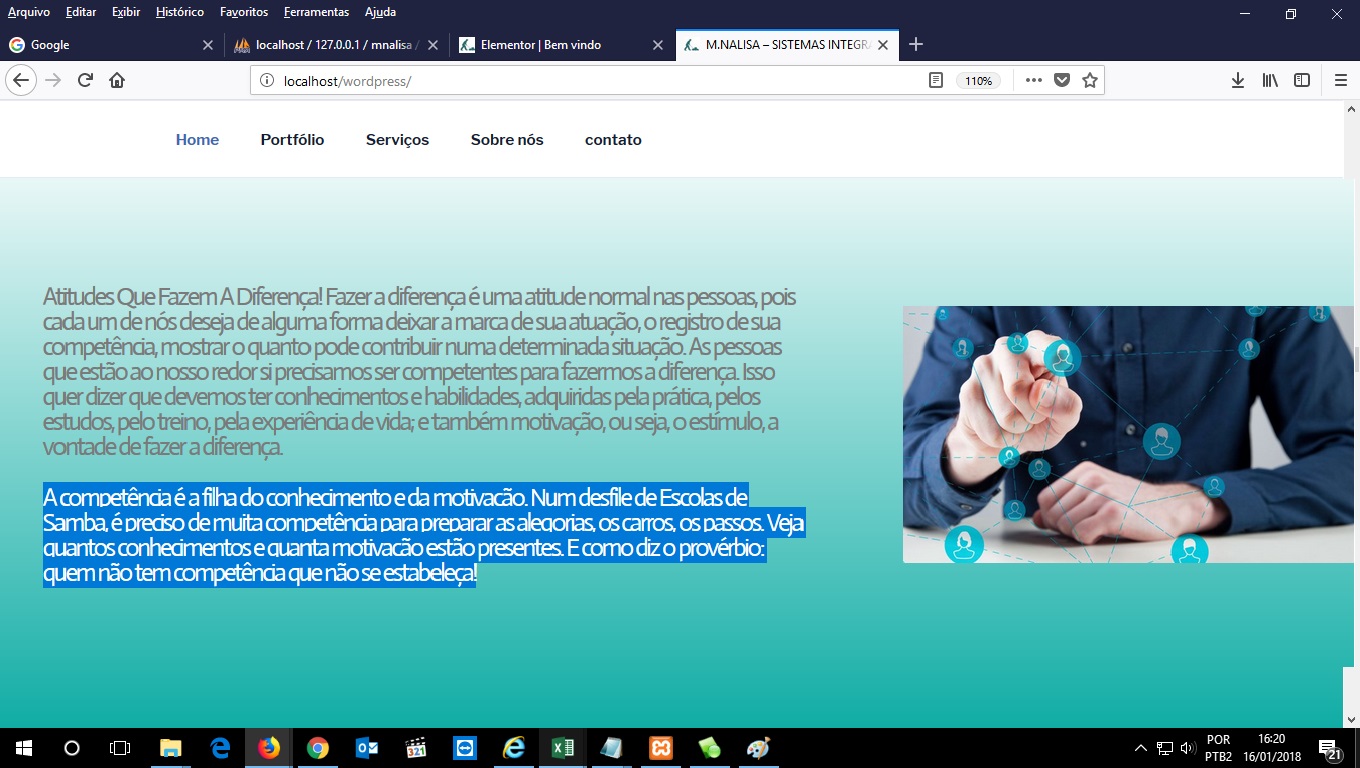 Arquivo Editar Exibir Histórico Favoritos Ferramentas Ajuda
Google localhost / 127.0.0.1 / mnalisa / Elementor | Bem vindo M.NALISA – SISTEMAS INTEGRA
localhost/wordpress/ 110%
Home Portfólio Serviços Sobre nós contato
Atitudes Que Fazem A Diferença! Fazer a diferença é uma atitude normal nas pessoas, pois
cada um de nós deseja de alguma forma deixar a marca de sua atuação, o registro de sua
competência, mostrar o quanto pode contribuir numa determinada situação. As pessoas
que estão ao nosso redor si precisamos ser competentes para fazermos a diferença. Isso
quer dizer que devemos ter conhecimentos e habilidades, adquiridas pela prática, pelos
estudos, pelo treino, pela experiência de vida; e também motivação, ou seja, o estímulo, a
vontade de fazer a diferença.
A competência é a filha do conhecimento e da motivação. Num desfile de Escolas de
Samba, é preciso de muita competência para preparar as alegorias, os carros, os passos. Veja
quantos conhecimentos e quanta motivação estão presentes. E como diz o provérbio:
quem não tem competência que não se estabeleça!
321
POR 16:20
PTB2 16/01/2018 21